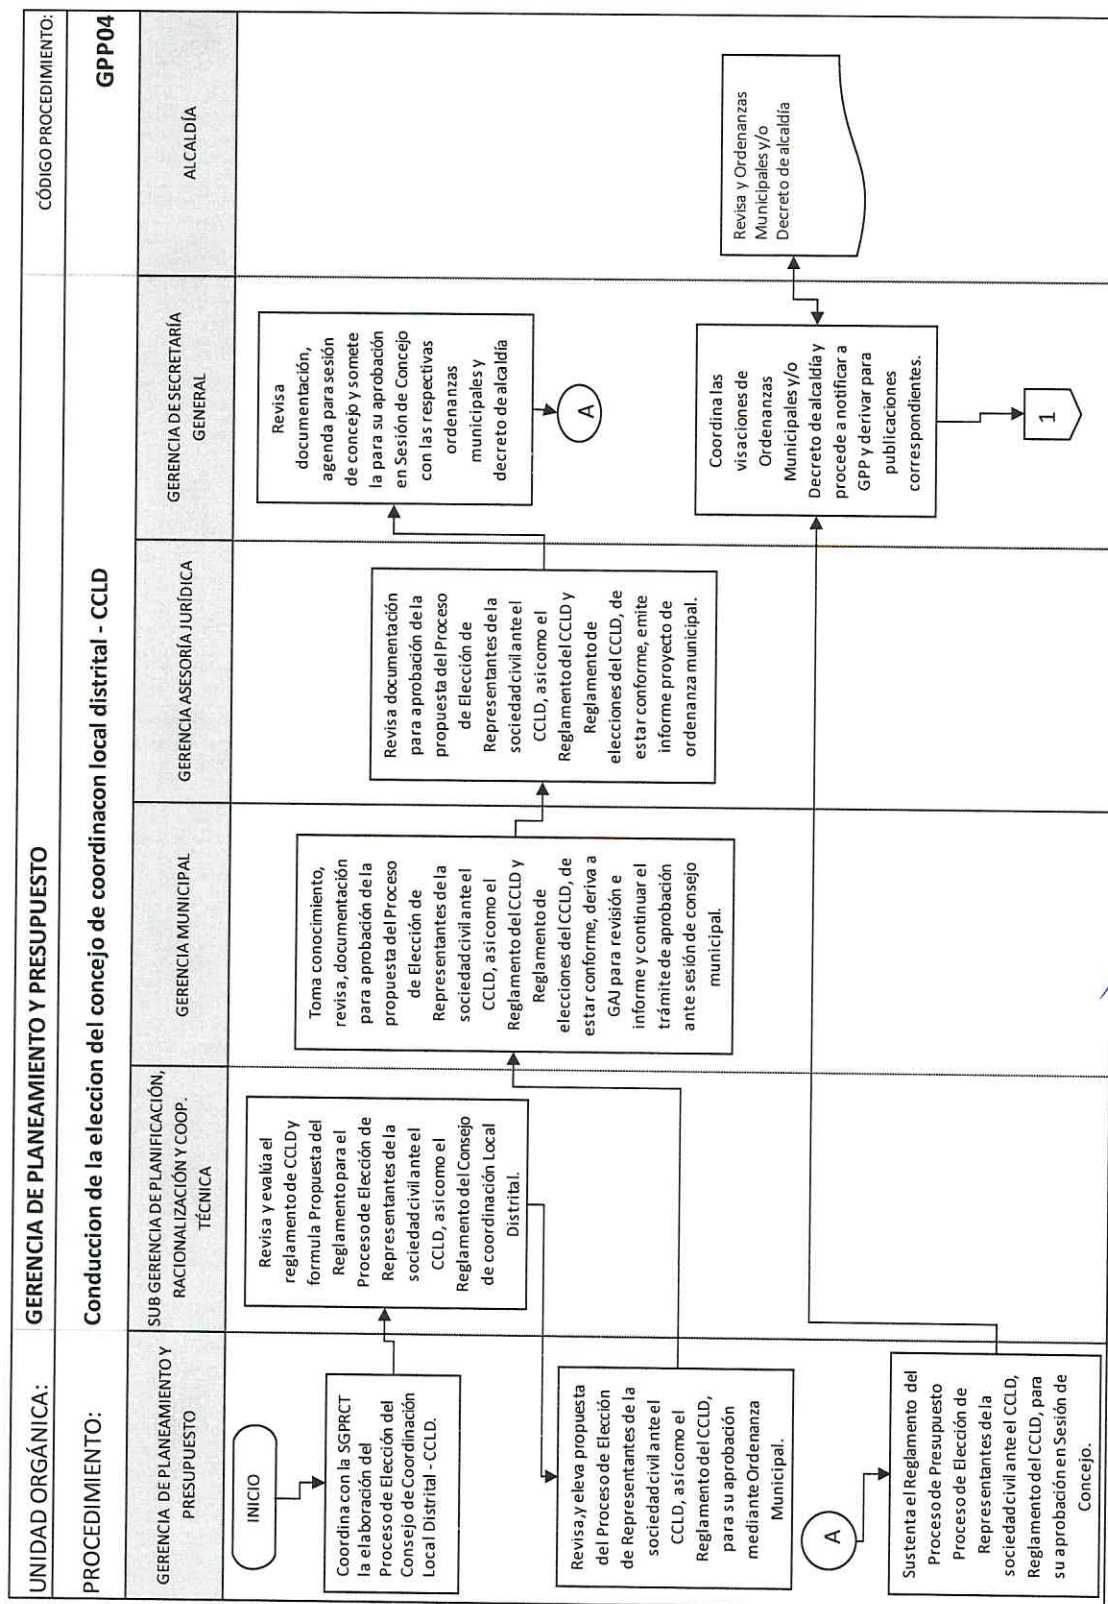 UNIDAD ORGÁNICA:
GERENCIA DE PLANEAMIENTO Y PRESUPUESTO
CÓDIGO PROCEDIMIENTO:
PROCEDIMIENTO:
Conduccion de la eleccion del concejo de coordinacon local distrital - CCLD
GPP04
GERENCIA DE PLANEAMIENTO Y
PRESUPUESTO
SUB GERENCIA DE PLANIFICACIÓN,
RACIONALIZACIÓN Y COOP.
TÉCNICA
GERENCIA MUNICIPAL
GERENCIA ASESORÍA JURÍDICA
GERENCIA DE SECRETARÍA
GENERAL
ALCALDÍA
INICIO
Coordina con la SGPRCT
la elaboración del
Proceso de Elección del
Consejo de Coordinación
Local Distrital - CCLD.
Revisa y evalúa el
reglamento de CCLD y
formula Propuesta del
Reglamento para el
Proceso de Elección de
Representantes de la
sociedad civil ante el
CCLD, asi como el
Reglamento del Consejo
de coordinación Local
Distrital.
Revisa,y eleva propuesta
del Proceso de Elección
de Representantes de la
sociedad civil ante el
CCLD, así como el
Reglamento del CCLD,
para su aprobación
mediante Ordenanza
Municipal.
Toma conocimiento,
revisa, documentación
para aprobación de la
propuesta del Proceso
de Elección de
Representantes de la
sociedad civil ante el
CCLD, asi como el
Reglamento del CCLD y
Reglamento de
elecciones del CCLD, de
estar conforme, deriva a
GAJ para revisión e
informe y continuar el
trámite de aprobación
ante sesión de consejo
municipal.
Revisa documentación
para aprobación de la
propuesta del Proceso
de Elección de
Representantes de la
sociedad civil ante el
CCLD, asi como el
Reglamento del CCLD y
Reglamento de
elecciones del CCLD, de
estar conforme, emite
informe proyecto de
ordenanza municipal.
Revisa
documentación,
agenda para sesión
de concejo y somete
la para su aprobación
en Sesión de Concejo
con las respectivas
ordenanzas
municipales y
decreto de alcaldía
A
A
Sustenta el Reglamento del
Proceso de Presupuesto
Proceso de Elección de
Representantes de la
sociedad civil ante el CCLD,
Reglamento del CCLD, para
su aprobación en Sesión de
Concejo.
Coordina las
visaciones de
Ordenanzas
Municipales y/o
Decreto de alcaldía y
procede a notificar a
GPP y derivar para
publicaciones
correspondientes.
Revisa y Ordenanzas
Municipales y/o
Decreto de alcaldía
1